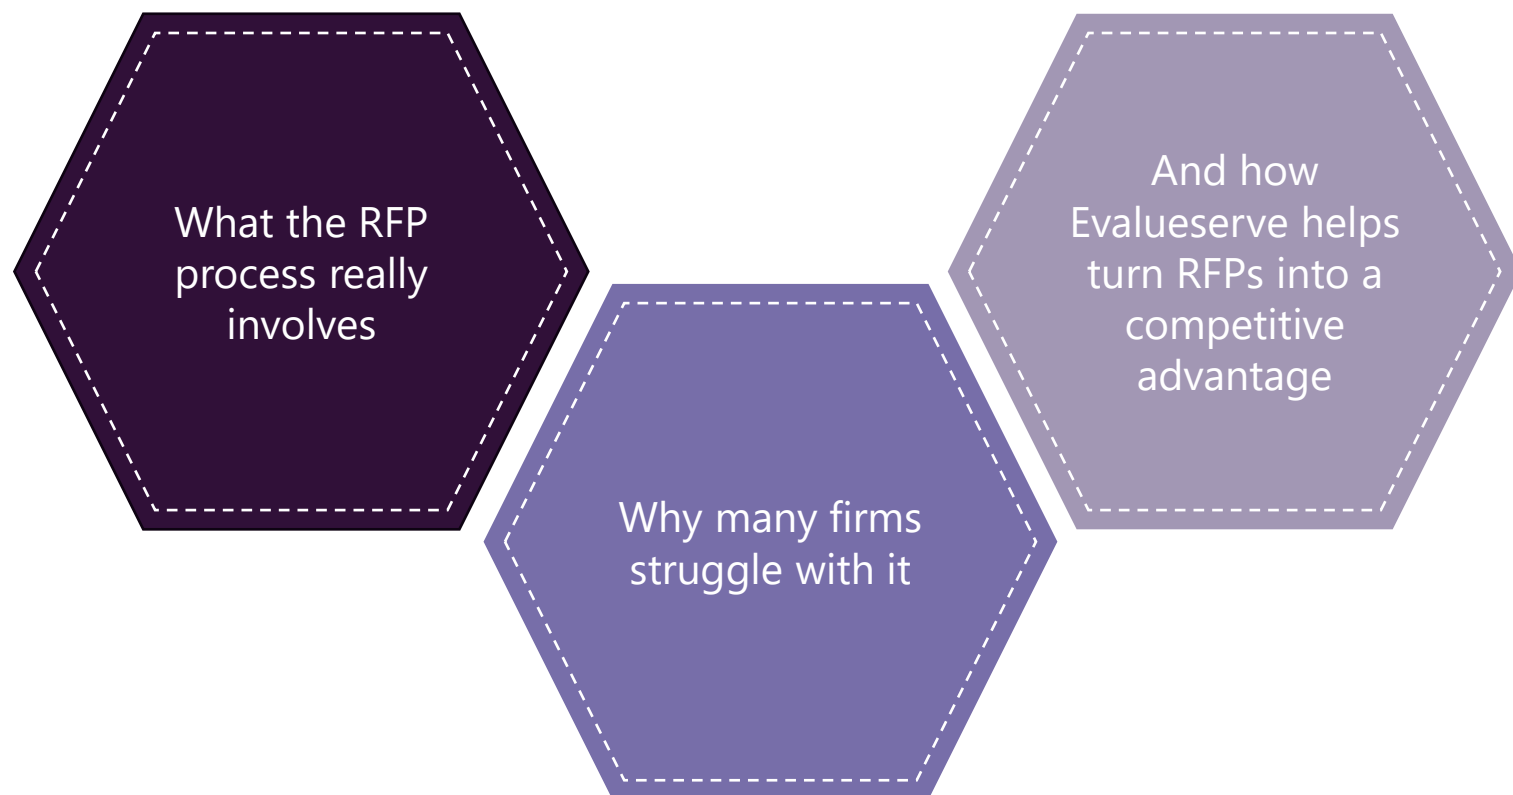 What the RFP
process really
involves
Why many firms
struggle with it
And how
Evalueserve helps
turn RFPs into a
competitive
advantage